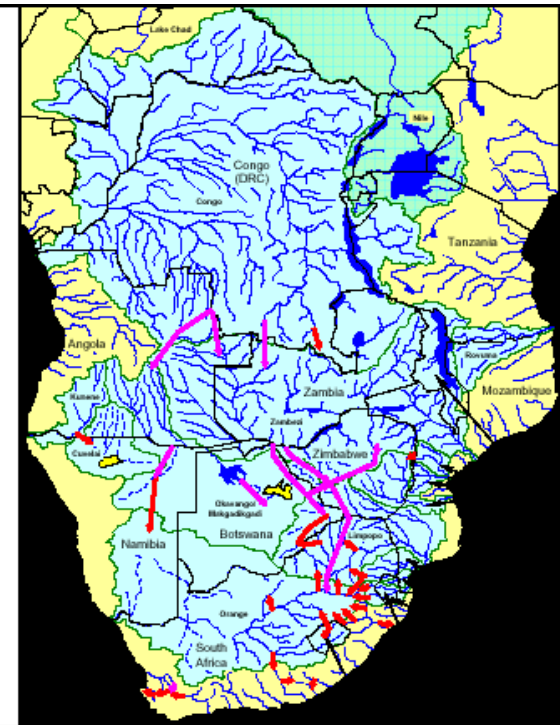 Lake Chad
Nile
Congo
(DRC)
Congo
Tanzania
Angola
Rovuma
Zambia
Mozambique
Kunene
Zambezi
Cuvelai
Zimbabwe
Okavango/
Makgadikgadi
Limpopo
Botswana
Namibia
Orange
South
Africa